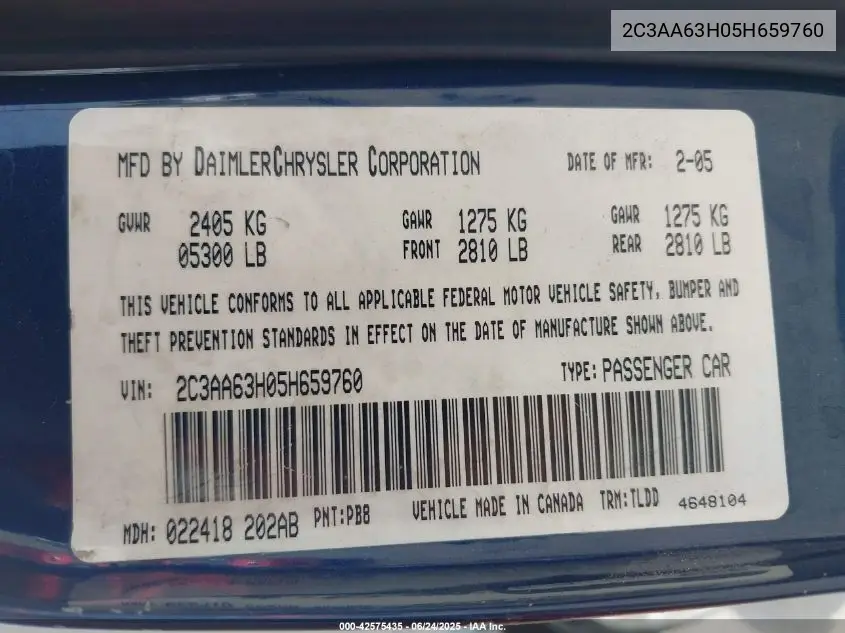 2C3AA63H05H659760
MFD BY DAIMLERCHRYSLER CORPORATION DATE OF MFR: 2-05
GVWR 2405 KG GAWR 1275 KG GAWR 1275 KG
05300 LB FRONT 2810 LB REAR 2810 LB
THIS VEHICLE CONFORMS TO ALL APPLICABLE FEDERAL MOTOR VEHICLE SAFETY, BUMPER AND
THEFT PREVENTION STANDARDS IN EFFECT ON THE DATE OF MANUFACTURE SHOWN ABOVE.
VIN: 2C3AA63H05H659760 TYPE: PASSENGER CAR
MDH: 022418 202AB PNT:PB8 VEHICLE MADE IN CANADA TRM:TLDD 4648104
000-42575435 - 06/24/2025 - IAA Inc.